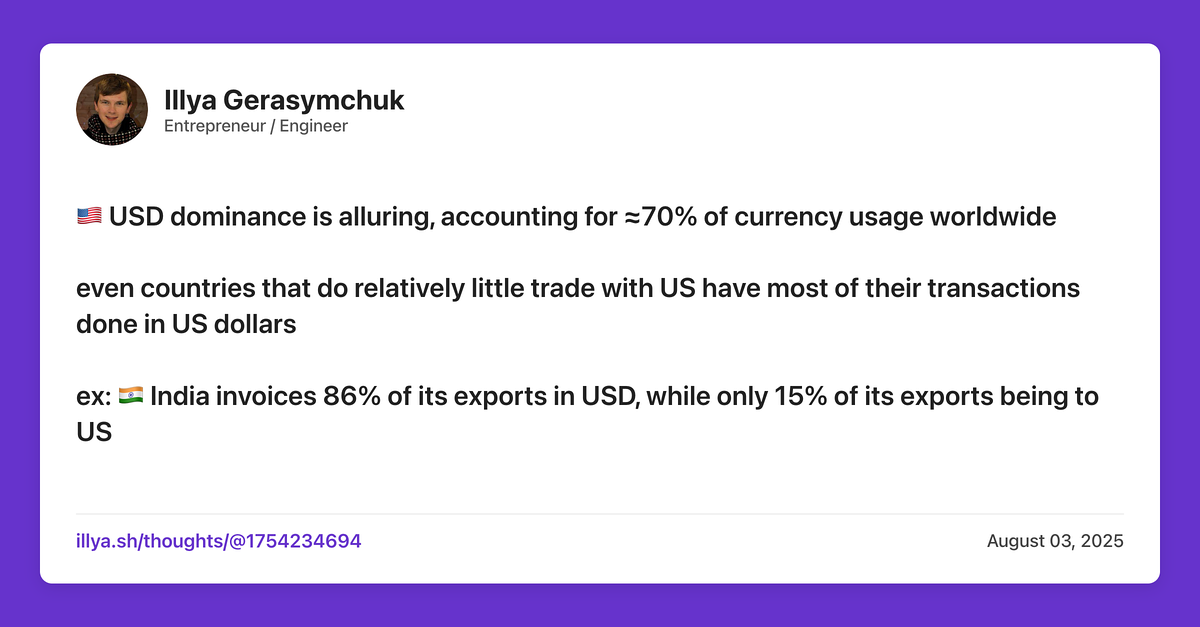 Illya Gerasymchuk
Entrepreneur / Engineer
🇺🇸 USD dominance is alluring, accounting for ≈70% of currency usage worldwide
even countries that do relatively little trade with US have most of their transactions
done in US dollars
ex: 🇮🇳 India invoices 86% of its exports in USD, while only 15% of its exports being to
US
illya.sh/thoughts/@1754234694
August 03, 2025